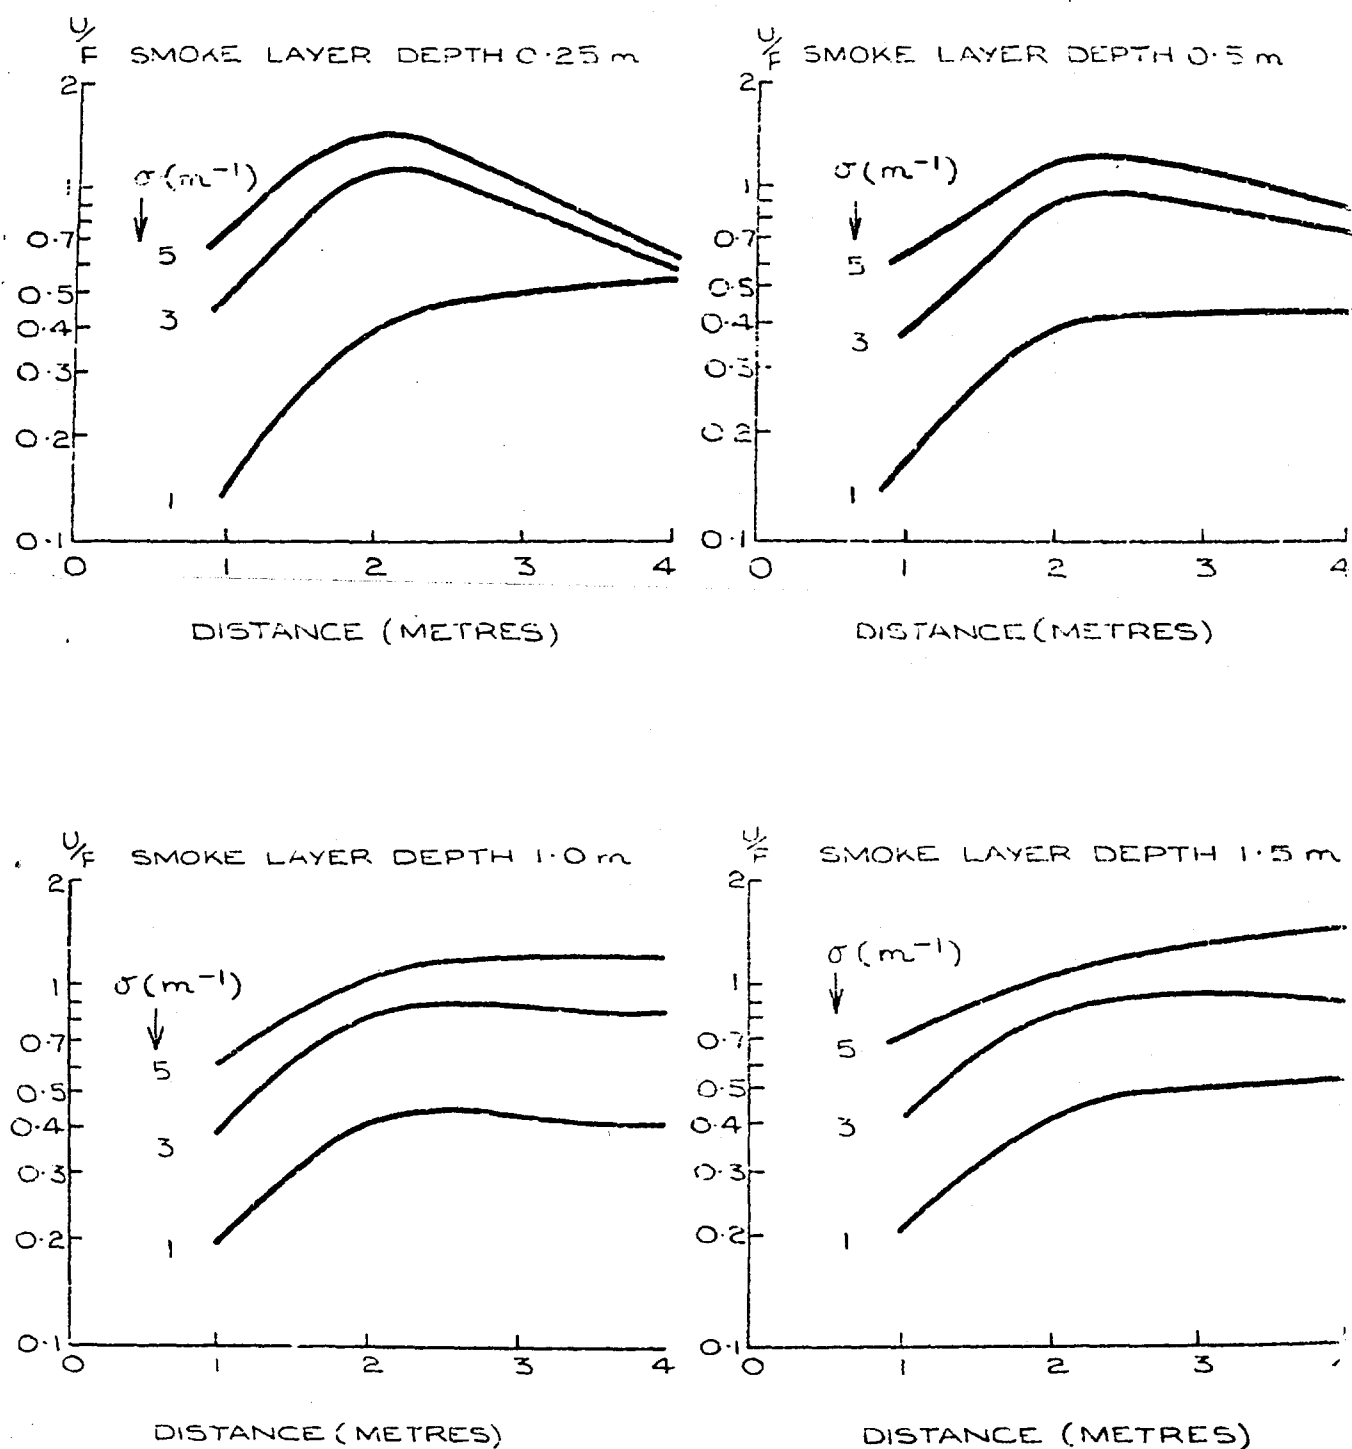 U/F SMOKE LAYER DEPTH 0.25 m
2
σ(m⁻¹)
1
0.7
5
0.5
3
0.4
0.3
0.2
1
0.1
0 1 2 3 4
DISTANCE (METRES)
U/F SMOKE LAYER DEPTH 0.5 m
2
σ(m⁻¹)
1
0.7
5
0.5
0.4
3
0.3
0.2
1
0.1
0 1 2 3 4
DISTANCE (METRES)
U/F SMOKE LAYER DEPTH 1.0 m
2
1
σ(m⁻¹)
0.7
5
0.5
0.4
3
0.3
0.2
1
0.1
0 1 2 3 4
DISTANCE (METRES)
U/F SMOKE LAYER DEPTH 1.5 m
2
σ(m⁻¹)
1
0.7
5
0.5
0.4
3
0.3
0.2
1
0.1
0 1 2 3
DISTANCE (METRES)